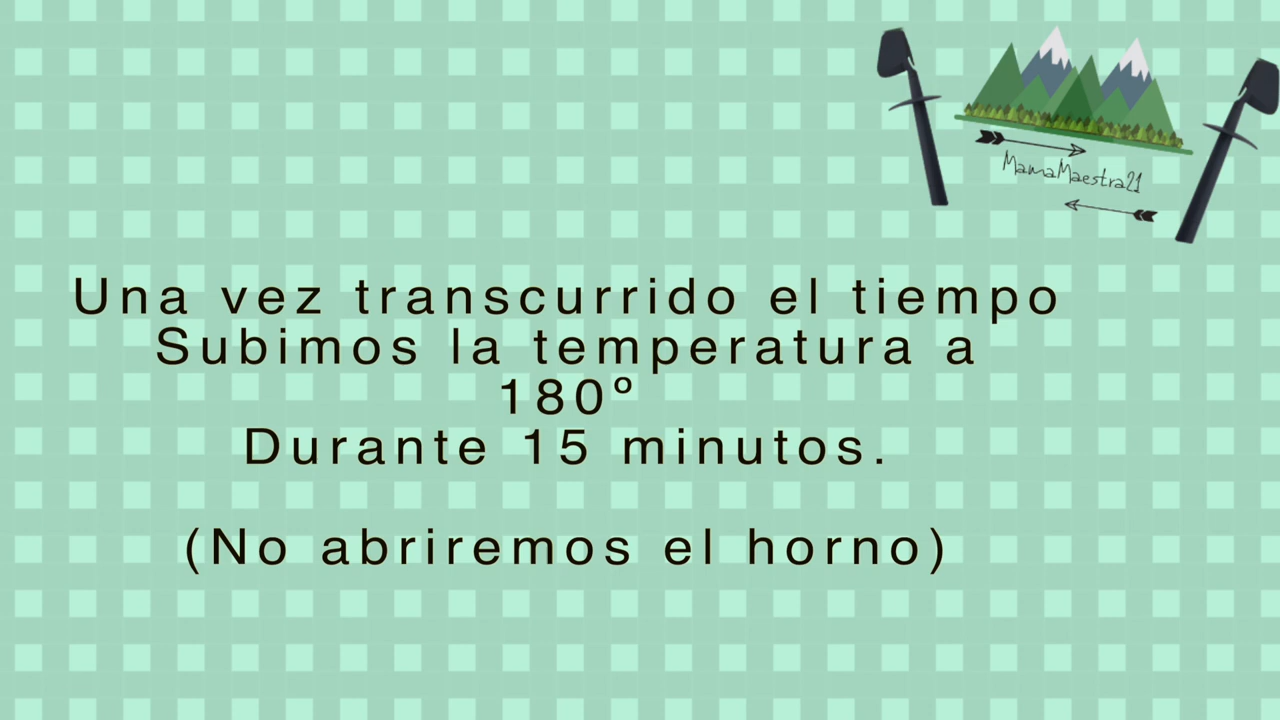 MamaMaestra21
Una vez transcurrido el tiempo
Subimos la temperatura a
180º
Durante 15 minutos.
(No abriremos el horno)